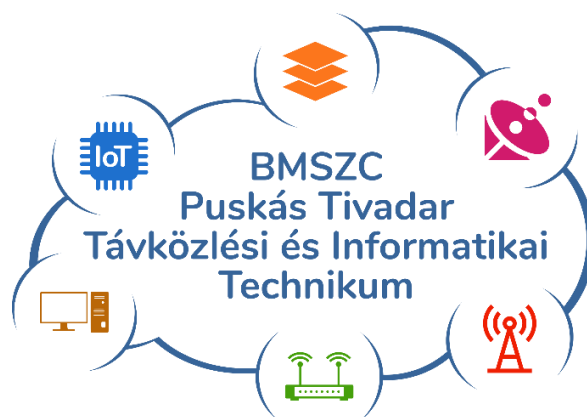 IoT
BMSZC
Puskás Tivadar
Távközlési és Informatikai
Technikum